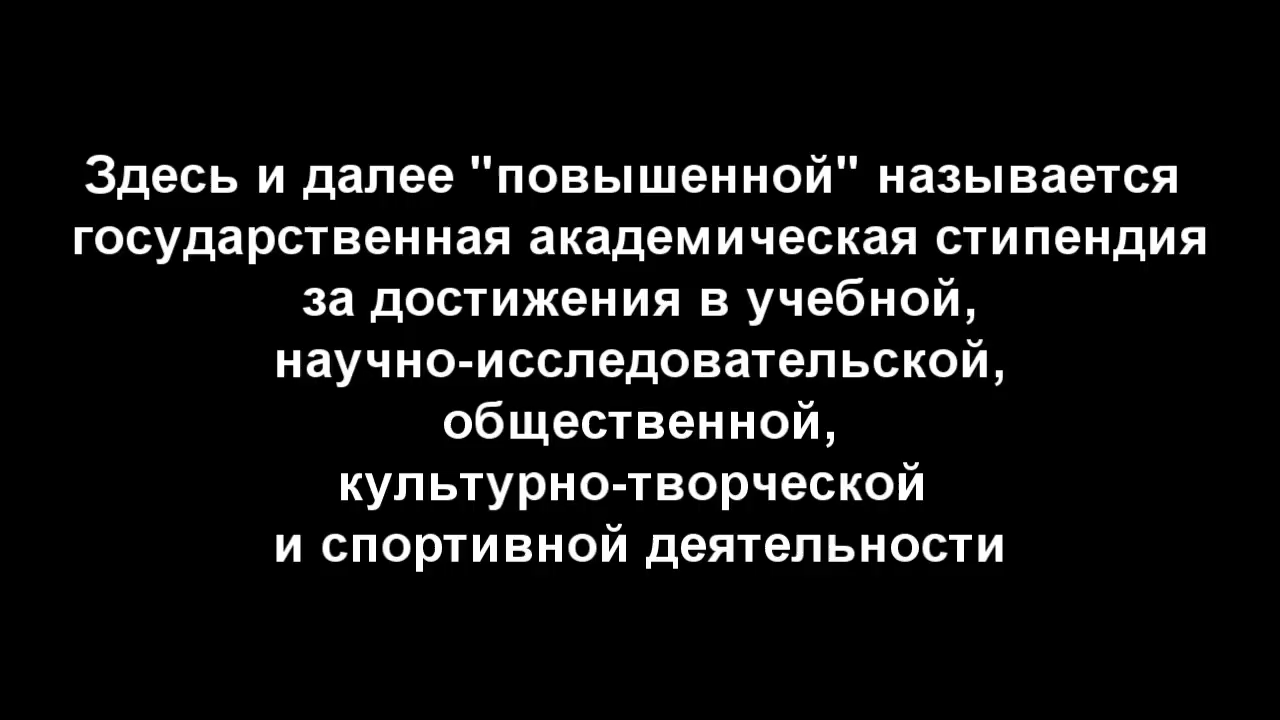 Здесь и далее "повышенной" называется
государственная академическая стипендия
за достижения в учебной,
научно-исследовательской,
общественной,
культурно-творческой
и спортивной деятельности